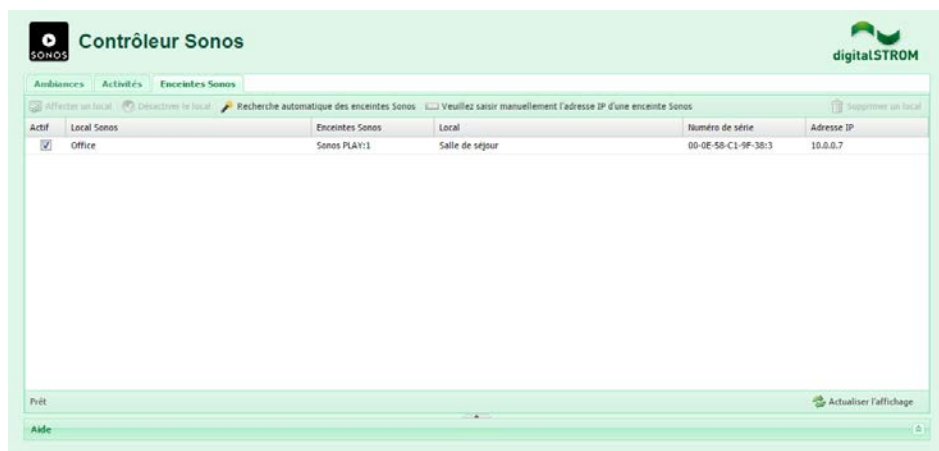 SONOS
Contrôleur Sonos
digitalSTROM
Ambiances Activités Enceintes Sonos
Affecter un local Désactiver le local Recherche automatique des enceintes Sonos Veuillez saisir manuellement l'adresse IP d'une enceinte Sonos Supprimer un local
Actif Local Sonos Enceintes Sonos Local Numéro de série Adresse IP
Office Sonos PLAY:1 Salle de séjour 00-0E-58-C1-9F-38:3 10.0.0.7
Prêt Actualiser l'affichage
Aide